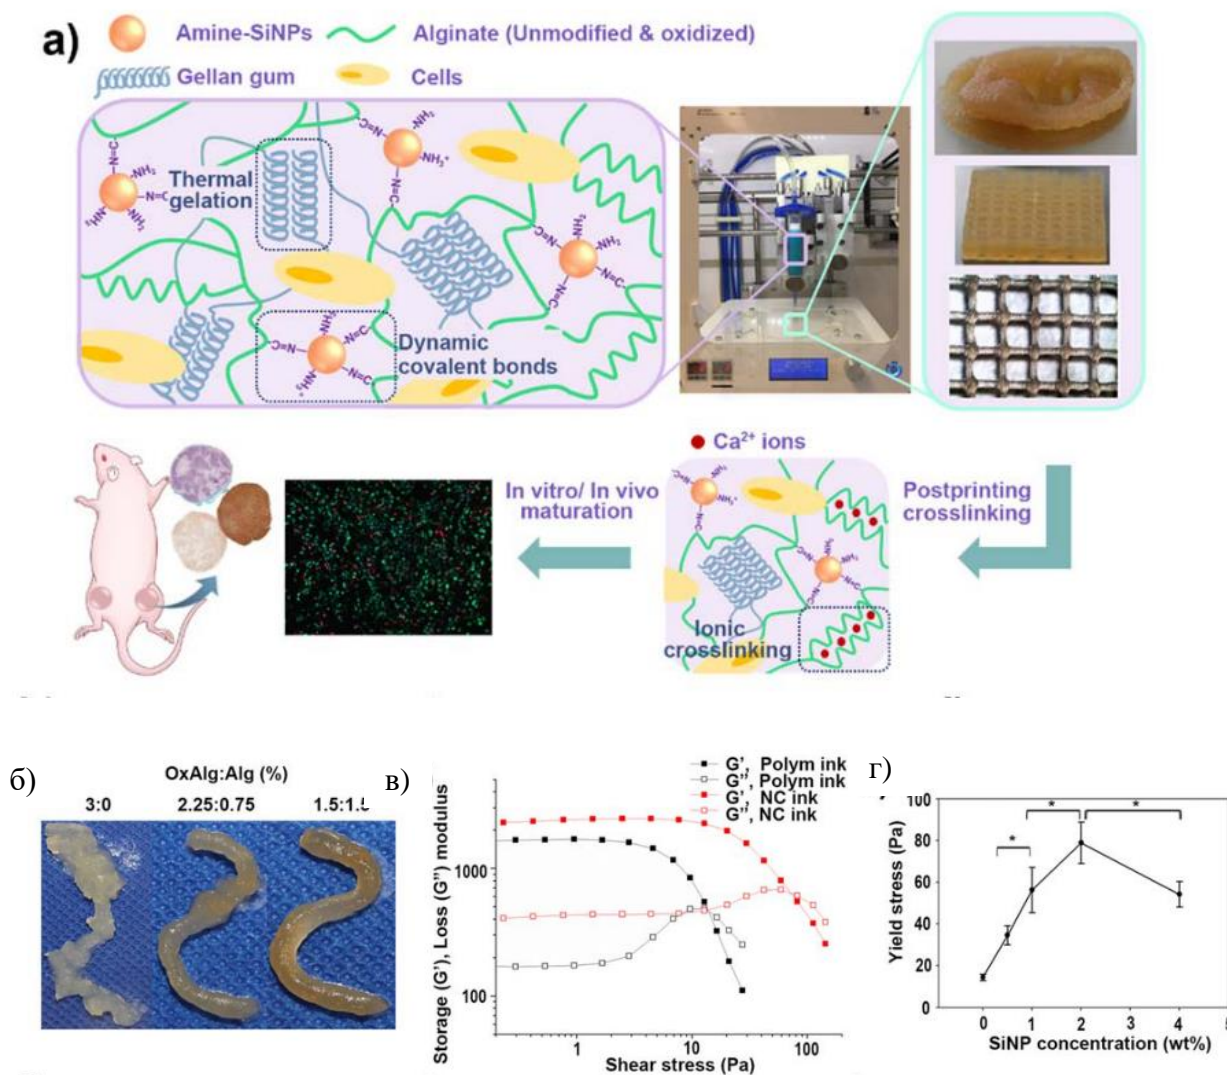 a)
Amine-SiNPs
Alginate (Unmodified & oxidized)
Gellan gum
Cells
Thermal
gelation
Dynamic
covalent bonds
N=C
N=C
NH₂
NH₂
NH₃⁺
Ca²⁺ ions
In vitro/ In vivo
maturation
Postprinting
crosslinking
Ionic
crosslinking
б)
OxAlg:Alg (%)
3:0
2.25:0.75
в)
Storage (G'), Loss (G'') modulus
1000
100
1
10
100
Shear stress (Pa)
G', Polym ink
G'', Polym ink
G', NC ink
G'', NC ink
г)
Yield stress (Pa)
100
80
60
40
20
0
*
*
*
0
1
2
3
4
SiNP concentration (wt%)